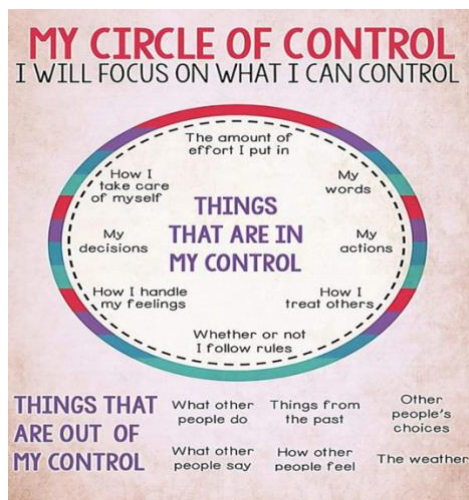 MY CIRCLE OF CONTROL
I WILL FOCUS ON WHAT I CAN CONTROL
The amount of
effort I put in
How I
take care
of myself
My
words
THINGS
THAT ARE IN
MY CONTROL
My
decisions
My
actions
How I handle
my feelings
How I
treat others
Whether or not
I follow rules
THINGS THAT
ARE OUT OF
MY CONTROL
What other
people do
Things from
the past
Other
people's
choices
What other
people say
How other
people feel
The weather